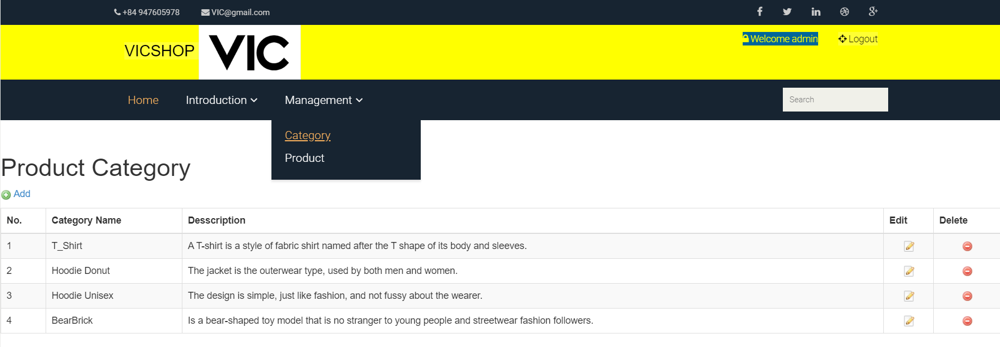 +84 947605978 VIC@gmail.com
VICSHOP VIC Welcome admin Logout
Home Introduction Management Search
Category
Product
Product Category
Add
No. Category Name Desscription Edit Delete
1 T_Shirt A T-shirt is a style of fabric shirt named after the T shape of its body and sleeves.
2 Hoodie Donut The jacket is the outerwear type, used by both men and women.
3 Hoodie Unisex The design is simple, just like fashion, and not fussy about the wearer.
4 BearBrick Is a bear-shaped toy model that is no stranger to young people and streetwear fashion followers.